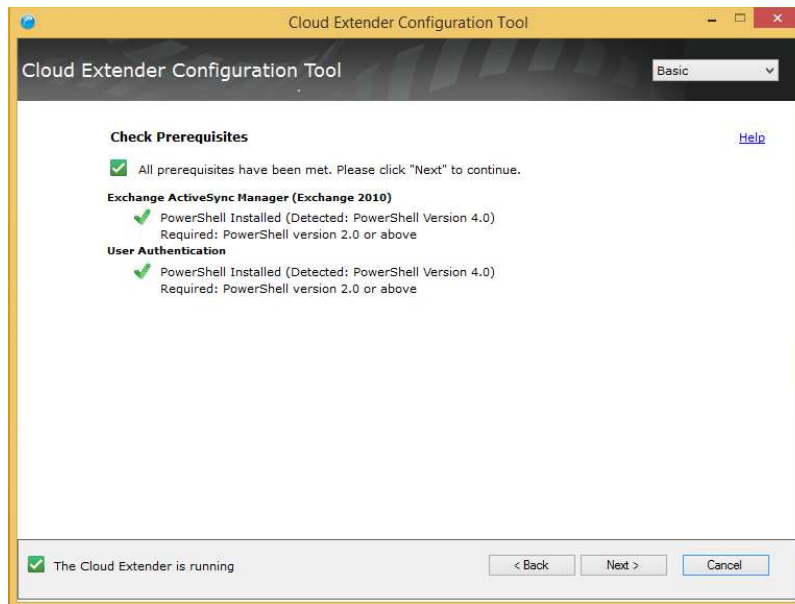 Cloud Extender Configuration Tool
Cloud Extender Configuration Tool
Basic
Check Prerequisites
Help
All prerequisites have been met. Please click "Next" to continue.
Exchange ActiveSync Manager (Exchange 2010)
PowerShell Installed (Detected: PowerShell Version 4.0)
Required: PowerShell version 2.0 or above
User Authentication
PowerShell Installed (Detected: PowerShell Version 4.0)
Required: PowerShell version 2.0 or above
The Cloud Extender is running
< Back
Next >
Cancel